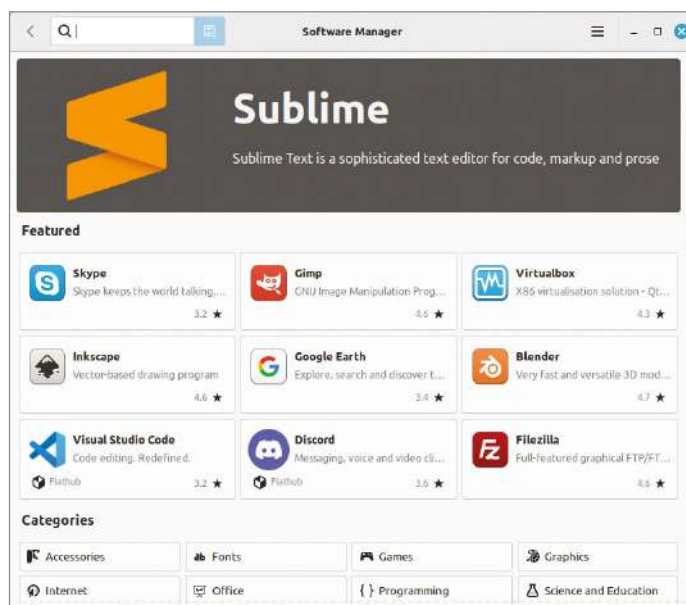 Software Manager
Sublime
Sublime Text is a sophisticated text editor for code, markup and prose
Featured
Skype
Skype keeps the world talking,...
3.2 ★
Gimp
GNU Image Manipulation Prog...
4.6 ★
Virtualbox
X86 virtualisation solution - Qt...
4.3 ★
Inkscape
Vector-based drawing program
4.6 ★
Google Earth
Explore, search and discover t...
3.4 ★
Blender
Very fast and versatile 3D mod...
4.7 ★
Visual Studio Code
Code editing. Redefined.
Flathub
3.2 ★
Discord
Messaging, voice and video cli...
Flathub
3.6 ★
Filezilla
Full-featured graphical FTP/FT...
4.6 ★
Categories
Accessories
Fonts
Games
Graphics
Internet
Office
Programming
Science and Education